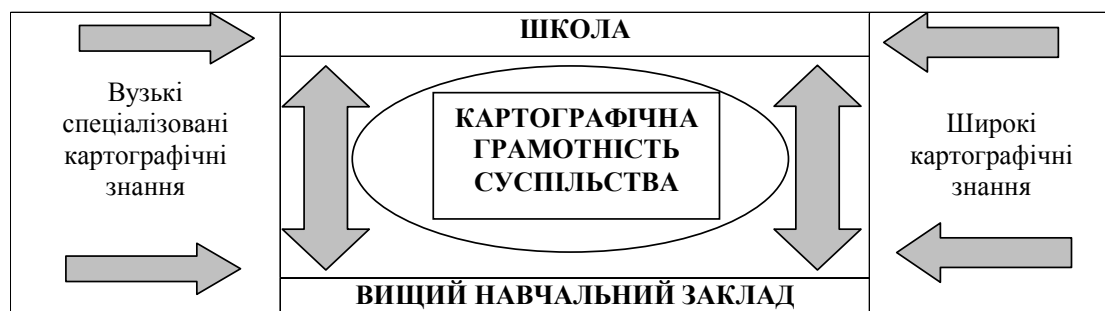 ШКОЛА
Вузькі
спеціалізовані
картографічні
знання
КАРТОГРАФІЧНА
ГРАМОТНІСТЬ
СУСПІЛЬСТВА
Широкі
картографічні
знання
ВИЩИЙ НАВЧАЛЬНИЙ ЗАКЛАД